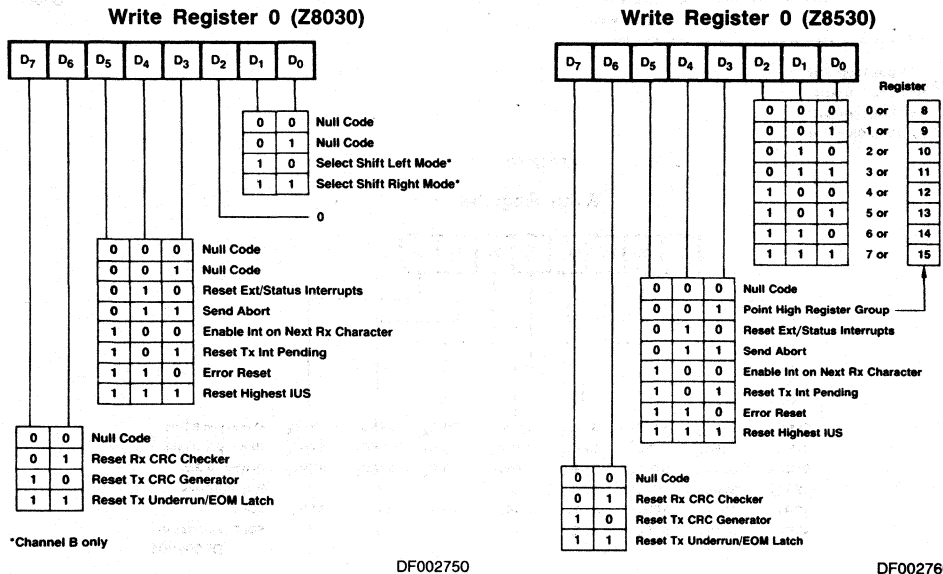 Write Register 0 (Z8030)
D7 D6 D5 D4 D3 D2 D1 D0
0 0 Null Code
0 1 Null Code
1 0 Select Shift Left Mode*
1 1 Select Shift Right Mode*
0
0 0 0 Null Code
0 0 1 Null Code
0 1 0 Reset Ext/Status Interrupts
0 1 1 Send Abort
1 0 0 Enable Int on Next Rx Character
1 0 1 Reset Tx Int Pending
1 1 0 Error Reset
1 1 1 Reset Highest IUS
0 0 Null Code
0 1 Reset Rx CRC Checker
1 0 Reset Tx CRC Generator
1 1 Reset Tx Underrun/EOM Latch
*Channel B only
DF002750
Write Register 0 (Z8530)
D7 D6 D5 D4 D3 D2 D1 D0
Register
0 0 0 0 or 8
0 0 1 1 or 9
0 1 0 2 or 10
0 1 1 3 or 11
1 0 0 4 or 12
1 0 1 5 or 13
1 1 0 6 or 14
1 1 1 7 or 15
0 0 0 Null Code
0 0 1 Point High Register Group
0 1 0 Reset Ext/Status Interrupts
0 1 1 Send Abort
1 0 0 Enable Int on Next Rx Character
1 0 1 Reset Tx Int Pending
1 1 0 Error Reset
1 1 1 Reset Highest IUS
0 0 Null Code
0 1 Reset Rx CRC Checker
1 0 Reset Tx CRC Generator
1 1 Reset Tx Underrun/EOM Latch
DF00276